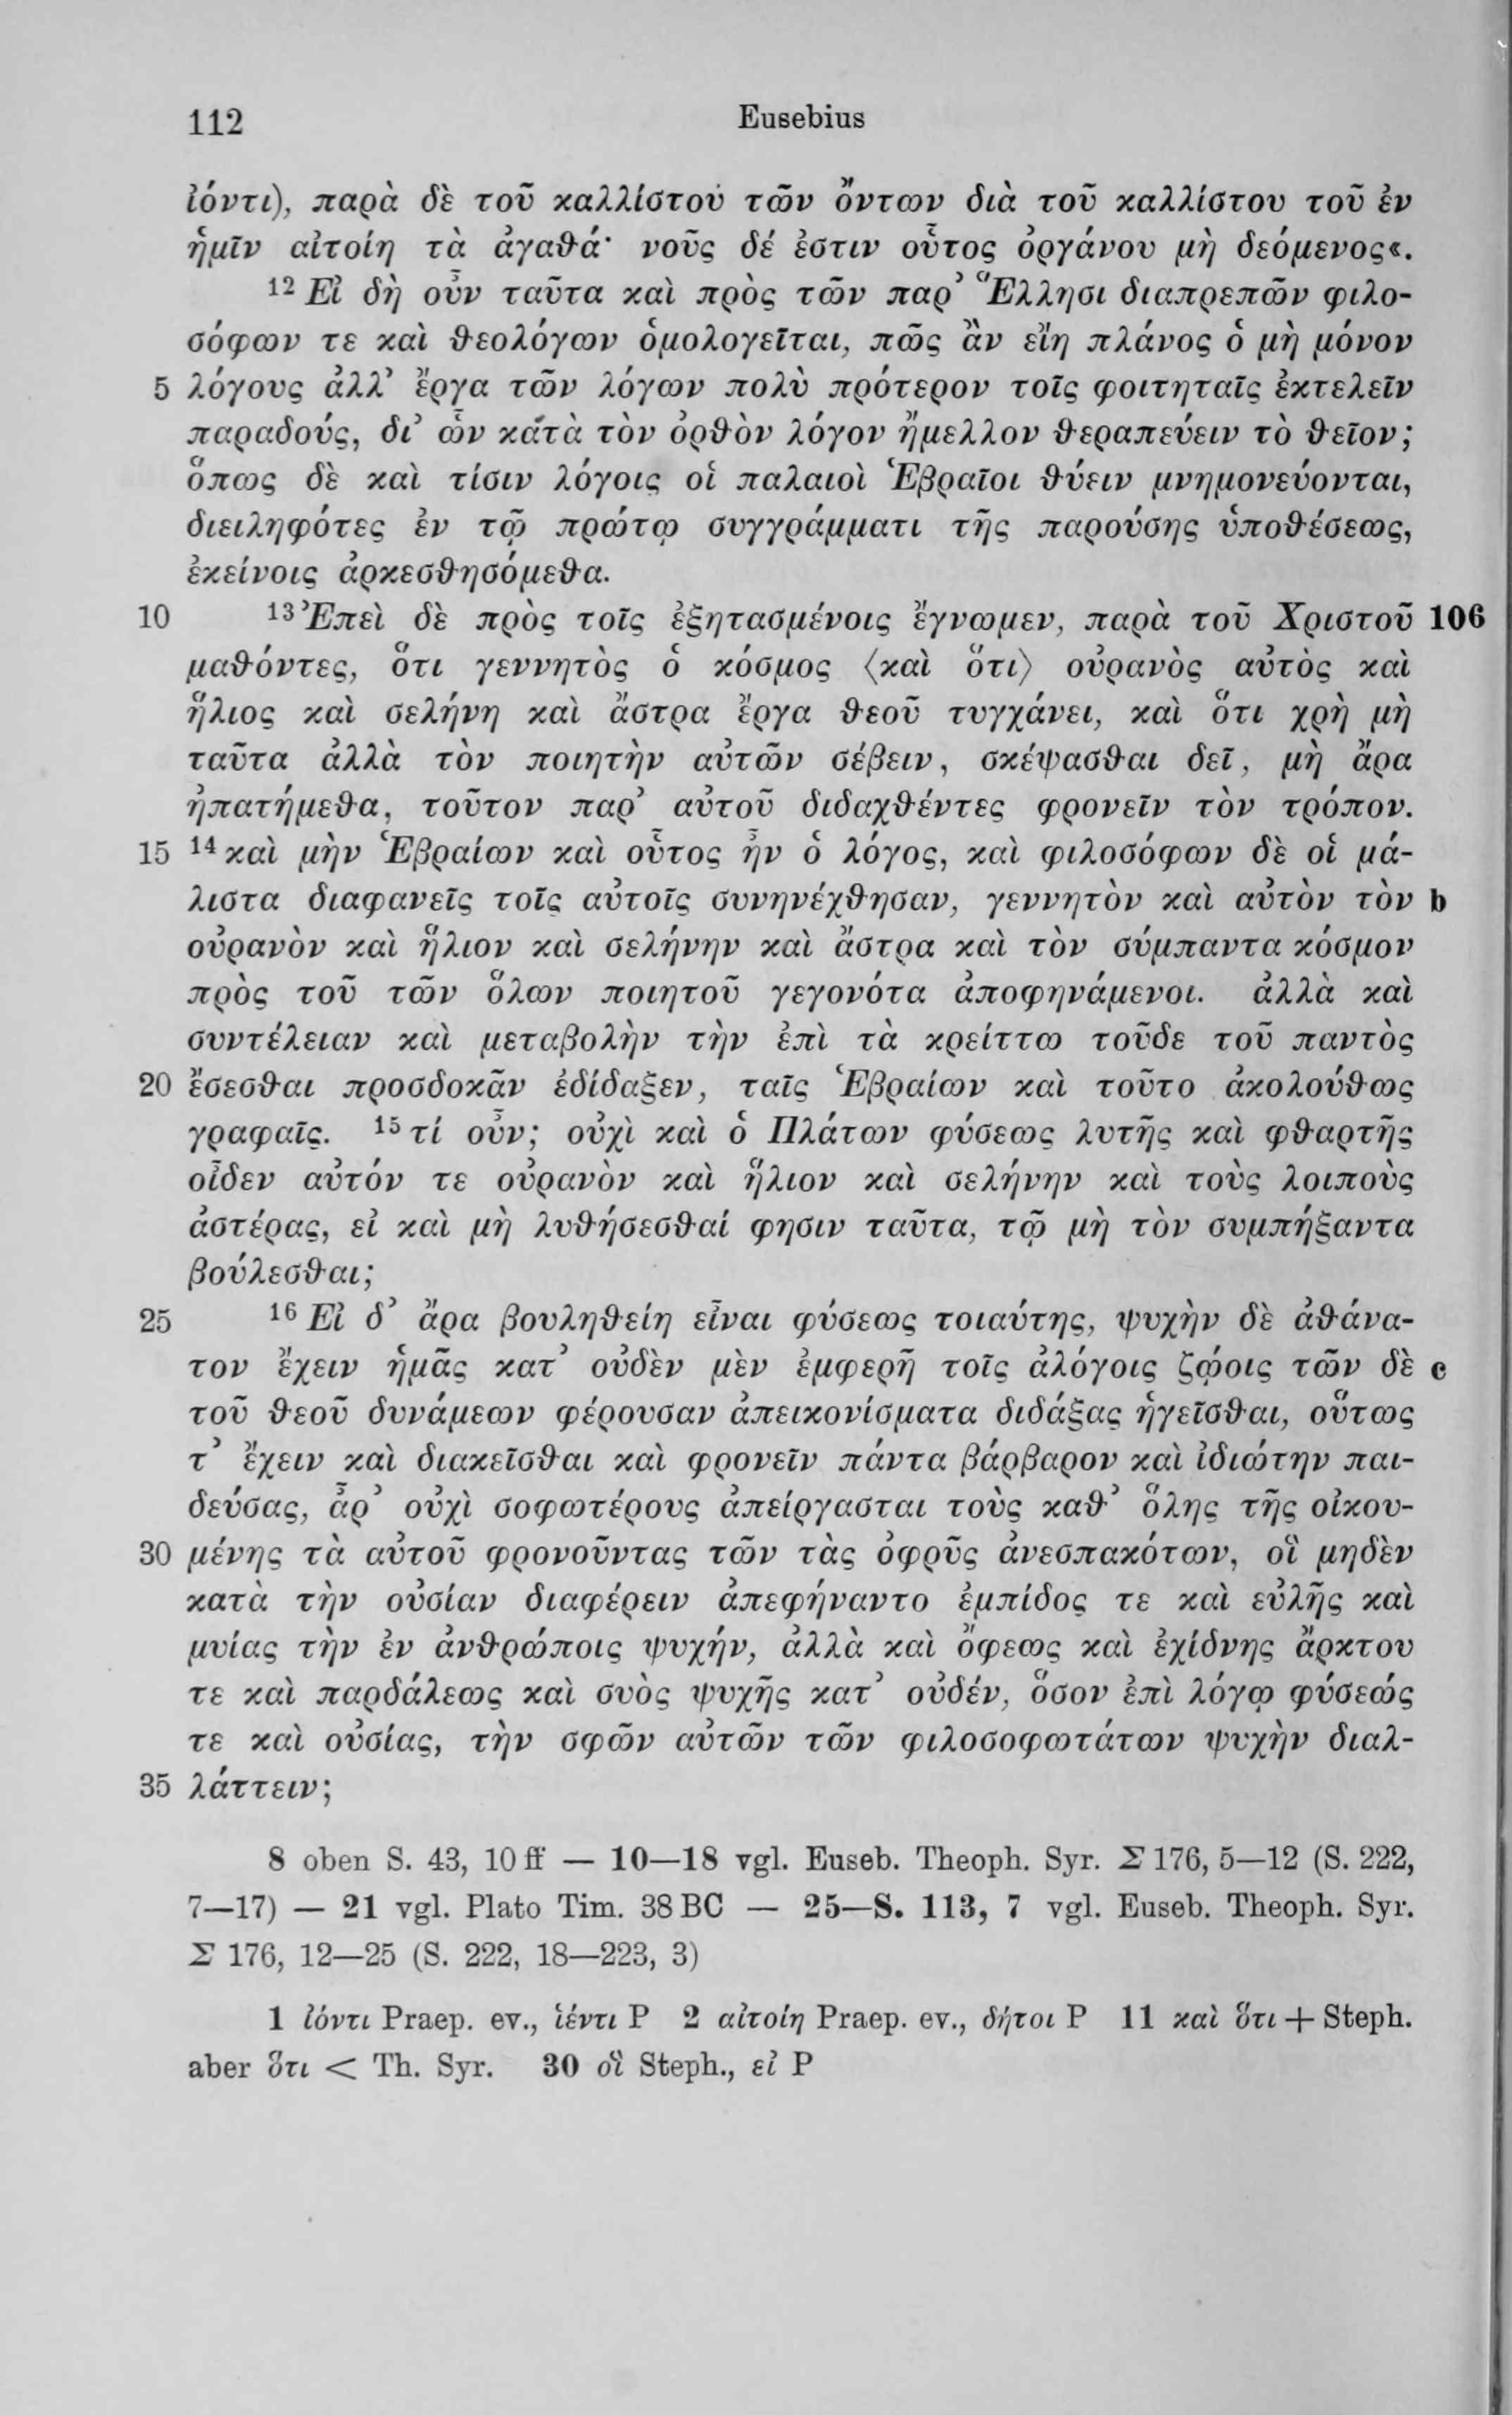 112 Eusebius
ἰόντι), παρὰ δὲ τοῦ καλλίστου τῶν ὄντων διὰ τοῦ καλλίστου τοῦ ἐν
ἡμῖν αἰτοίη τὰ ἀγαθά· νοῦς δέ ἐστιν οὗτος ὀργάνου μὴ δεόμενος«.
¹² Εἰ δὴ οὖν ταῦτα καὶ πρὸς τῶν παρ’ Ἕλλησι διαπρεπῶν φιλο-
σόφων τε καὶ θεολόγων ὁμολογεῖται, πῶς ἂν εἴη πλάνος ὁ μὴ μόνον
5 λόγους ἀλλ’ ἔργα τῶν λόγων πολὺ πρότερον τοῖς φοιτηταῖς ἐκτελεῖν
παραδούς, δι’ ὧν κατὰ τὸν ὀρθὸν λόγον ἤμελλον θεραπεύειν τὸ θεῖον;
ὅπως δὲ καὶ τίσιν λόγοις οἱ παλαιοὶ Ἑβραῖοι θύειν μνημονεύονται,
διειληφότες ἐν τῷ πρώτῳ συγγράμματι τῆς παρούσης ὑποθέσεως,
ἐκείνοις ἀρκεσθησόμεθα.
10 ¹³ Ἐπεὶ δὲ πρὸς τοῖς ἐξητασμένοις ἔγνωμεν, παρὰ τοῦ Χριστοῦ 106
μαθόντες, ὅτι γεννητὸς ὁ κόσμος ⟨καὶ ὅτι⟩ οὐρανὸς αὐτὸς καὶ
ἥλιος καὶ σελήνη καὶ ἄστρα ἔργα θεοῦ τυγχάνει, καὶ ὅτι χρὴ μὴ
ταῦτα ἀλλὰ τὸν ποιητὴν αὐτῶν σέβειν, σκέψασθαι δεῖ, μὴ ἄρα
ἠπατήμεθα, τοῦτον παρ’ αὐτοῦ διδαχθέντες φρονεῖν τὸν τρόπον.
15 ¹⁴ καὶ μὴν Ἑβραίων καὶ οὗτος ἦν ὁ λόγος, καὶ φιλοσόφων δὲ οἱ μά-
λιστα διαφανεῖς τοῖς αὐτοῖς συνηνέχθησαν, γεννητὸν καὶ αὐτὸν τὸν b
οὐρανὸν καὶ ἥλιον καὶ σελήνην καὶ ἄστρα καὶ τὸν σύμπαντα κόσμον
πρὸς τοῦ τῶν ὅλων ποιητοῦ γεγονότα ἀποφηνάμενοι. ἀλλὰ καὶ
συντέλειαν καὶ μεταβολὴν τὴν ἐπὶ τὰ κρείττω τοῦδε τοῦ παντὸς
20 ἔσεσθαι προσδοκᾶν ἐδίδαξεν, ταῖς Ἑβραίων καὶ τοῦτο ἀκολούθως
γραφαῖς. ¹⁵ τί οὖν; οὐχὶ καὶ ὁ Πλάτων φύσεως λυτῆς καὶ φθαρτῆς
οἶδεν αὐτόν τε οὐρανὸν καὶ ἥλιον καὶ σελήνην καὶ τοὺς λοιποὺς
ἀστέρας, εἰ καὶ μὴ λυθήσεσθαί φησιν ταῦτα, τῷ μὴ τὸν συμπήξαντα
βούλεσθαι;
25 ¹⁶ Εἰ δ’ ἄρα βουληθείη εἶναι φύσεως τοιαύτης, ψυχὴν δὲ ἀθάνα-
τον ἔχειν ἡμᾶς κατ’ οὐδὲν μὲν ἐμφερῆ τοῖς ἀλόγοις ζῴοις τῶν δὲ c
τοῦ θεοῦ δυνάμεων φέρουσαν ἀπεικονίσματα διδάξας ἡγεῖσθαι, οὕτως
τ’ ἔχειν καὶ διακεῖσθαι καὶ φρονεῖν πάντα βάρβαρον καὶ ἰδιώτην παι-
δεύσας, ἆρ’ οὐχὶ σοφωτέρους ἀπείργασται τοὺς καθ’ ὅλης τῆς οἰκου-
30 μένης τὰ αὐτοῦ φρονοῦντας τῶν τὰς ὀφρῦς ἀνεσπακότων, οἳ μηδὲν
κατὰ τὴν οὐσίαν διαφέρειν ἀπεφήναντο ἐμπίδος τε καὶ εὐλῆς καὶ
μυίας τὴν ἐν ἀνθρώποις ψυχήν, ἀλλὰ καὶ ὄφεως καὶ ἐχίδνης ἄρκτου
τε καὶ παρδάλεως καὶ συὸς ψυχῆς κατ’ οὐδέν, ὅσον ἐπὶ λόγῳ φύσεώς
τε καὶ οὐσίας, τὴν σφῶν αὐτῶν τῶν φιλοσοφωτάτων ψυχὴν διαλ-
35 λάττειν;
8 oben S. 43, 10 ff — 10—18 vgl. Euseb. Theoph. Syr. Σ 176, 5—12 (S. 222,
7—17) — 21 vgl. Plato Tim. 38 BC — 25—S. 113, 7 vgl. Euseb. Theoph. Syr.
Σ 176, 12—25 (S. 222, 18—223, 3)
1 ἰόντι Praep. ev., ἱέντι P 2 αἰτοίη Praep. ev., δήτοι P 11 καὶ ὅτι + Steph.
aber ὅτι < Th. Syr. 30 οἳ Steph., εἰ P